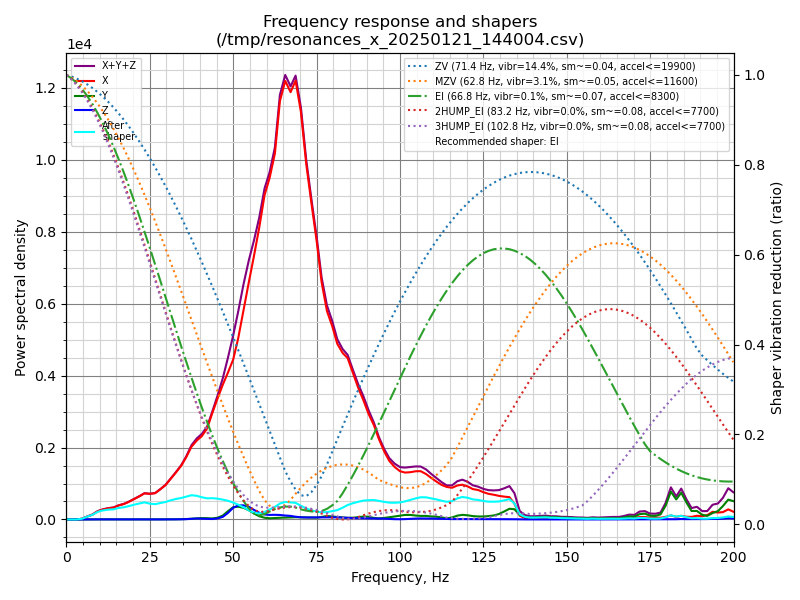 Frequency response and shapers
(/tmp/resonances_x_20250121_144004.csv)
1e4
X+Y+Z
X
Y
Z
After
shaper
ZV (71.4 Hz, vibr=14.4%, sm~=0.04, accel<=19900)
MZV (62.8 Hz, vibr=3.1%, sm~=0.05, accel<=11600)
EI (66.8 Hz, vibr=0.1%, sm~=0.07, accel<=8300)
2HUMP_EI (83.2 Hz, vibr=0.0%, sm~=0.08, accel<=7700)
3HUMP_EI (102.8 Hz, vibr=0.0%, sm~=0.08, accel<=7700)
Recommended shaper: EI
Power spectral density
1.2
1.0
0.8
0.6
0.4
0.2
0.0
1.0
0.8
0.6
0.4
0.2
0.0
Shaper vibration reduction (ratio)
0 25 50 75 100 125 150 175 200
Frequency, Hz